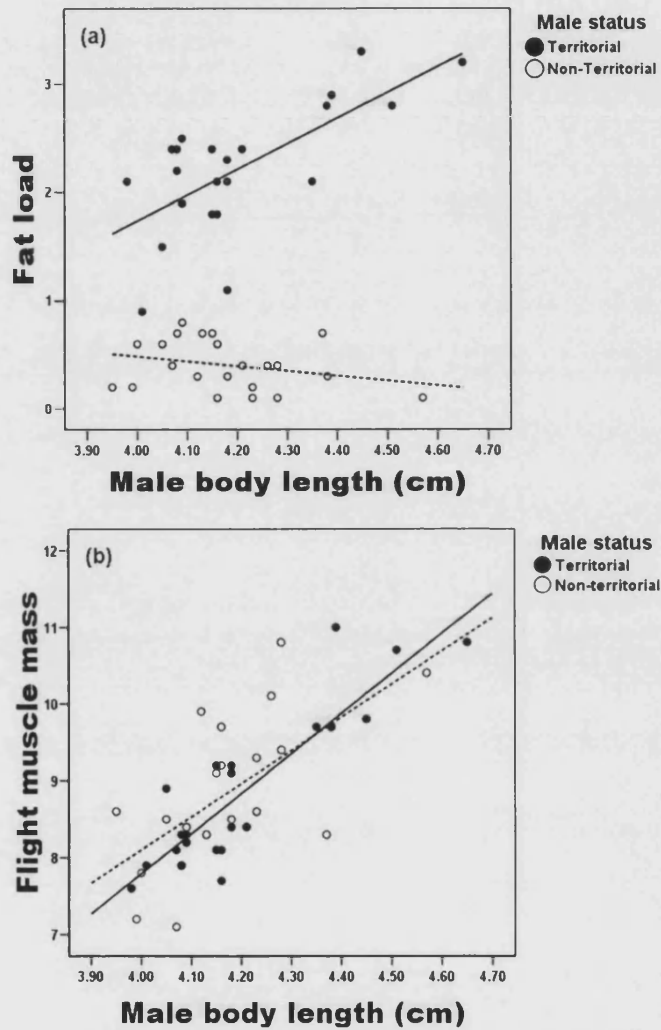 Male status
(a)
Territorial
Non-Territorial
3
2
1
0
Fat load
3.90 4.00 4.10 4.20 4.30 4.40 4.50 4.60 4.70
Male body length (cm)
Male status
(b)
Territorial
Non-territorial
12
11
10
9
8
7
Flight muscle mass
3.90 4.00 4.10 4.20 4.30 4.40 4.50 4.60 4.70
Male body length (cm)